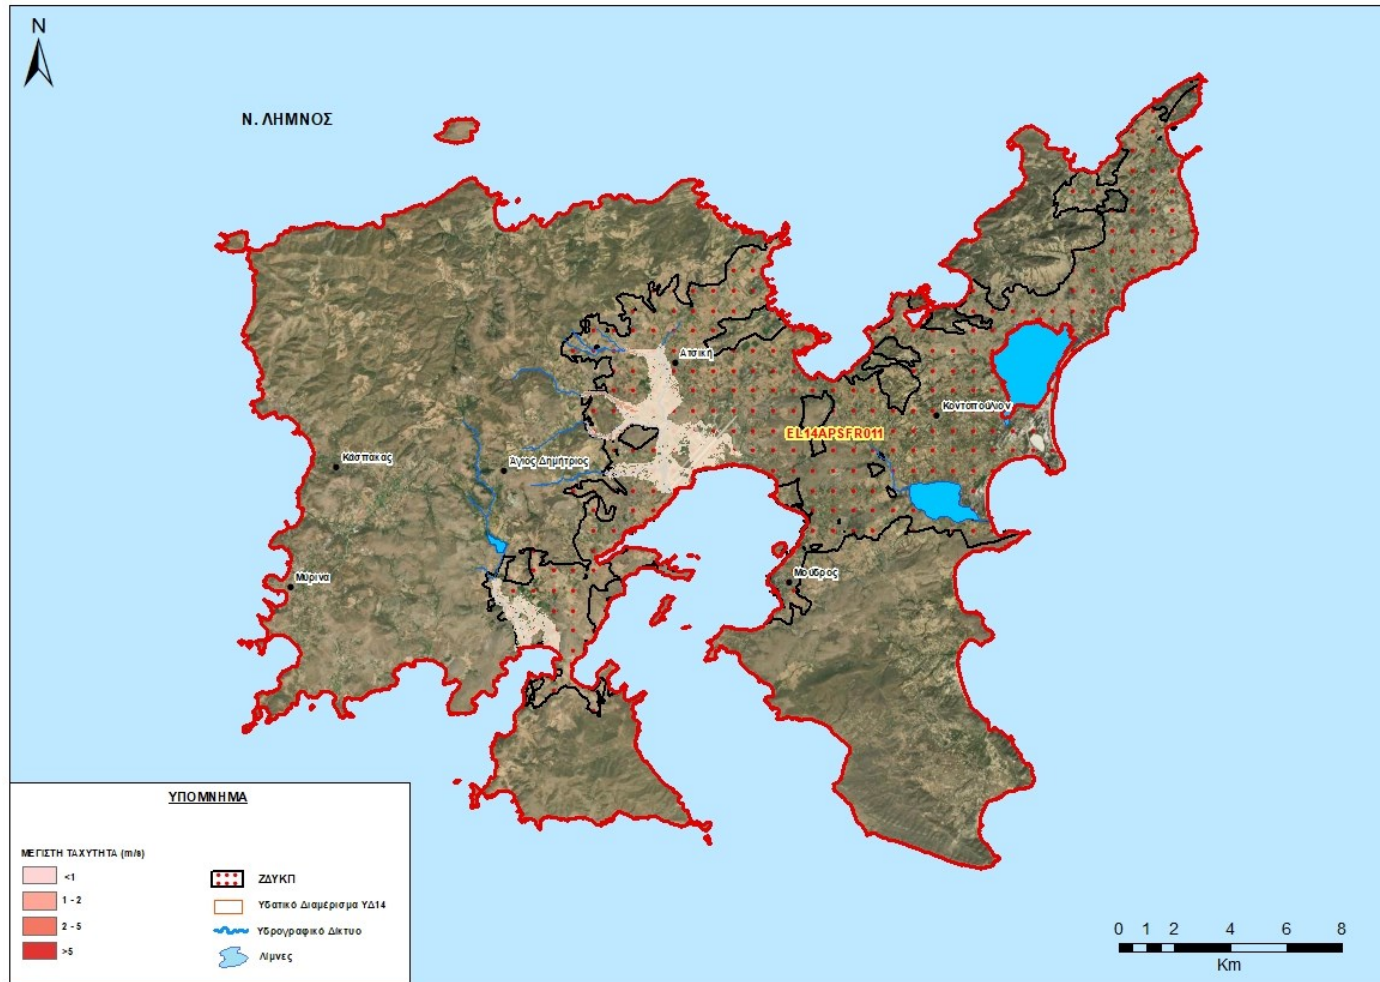 N
Ν. ΛΗΜΝΟΣ
Ατσική
Κοντοπούλιον
EL14APSFR011
Κάσπακας
Άγιος Δημήτριος
Μύρινα
Μούδρος
ΥΠΟΜΝΗΜΑ
ΜΕΓΙΣΤΗ ΤΑΧΥΤΗΤΑ (m/s)
<1
1 - 2
2 - 5
>5
ΖΔΥΚΠ
Υδατικό Διαμέρισμα ΥΔ14
Υδρογραφικό Δίκτυο
Λίμνες
0 1 2 4 6 8
Km